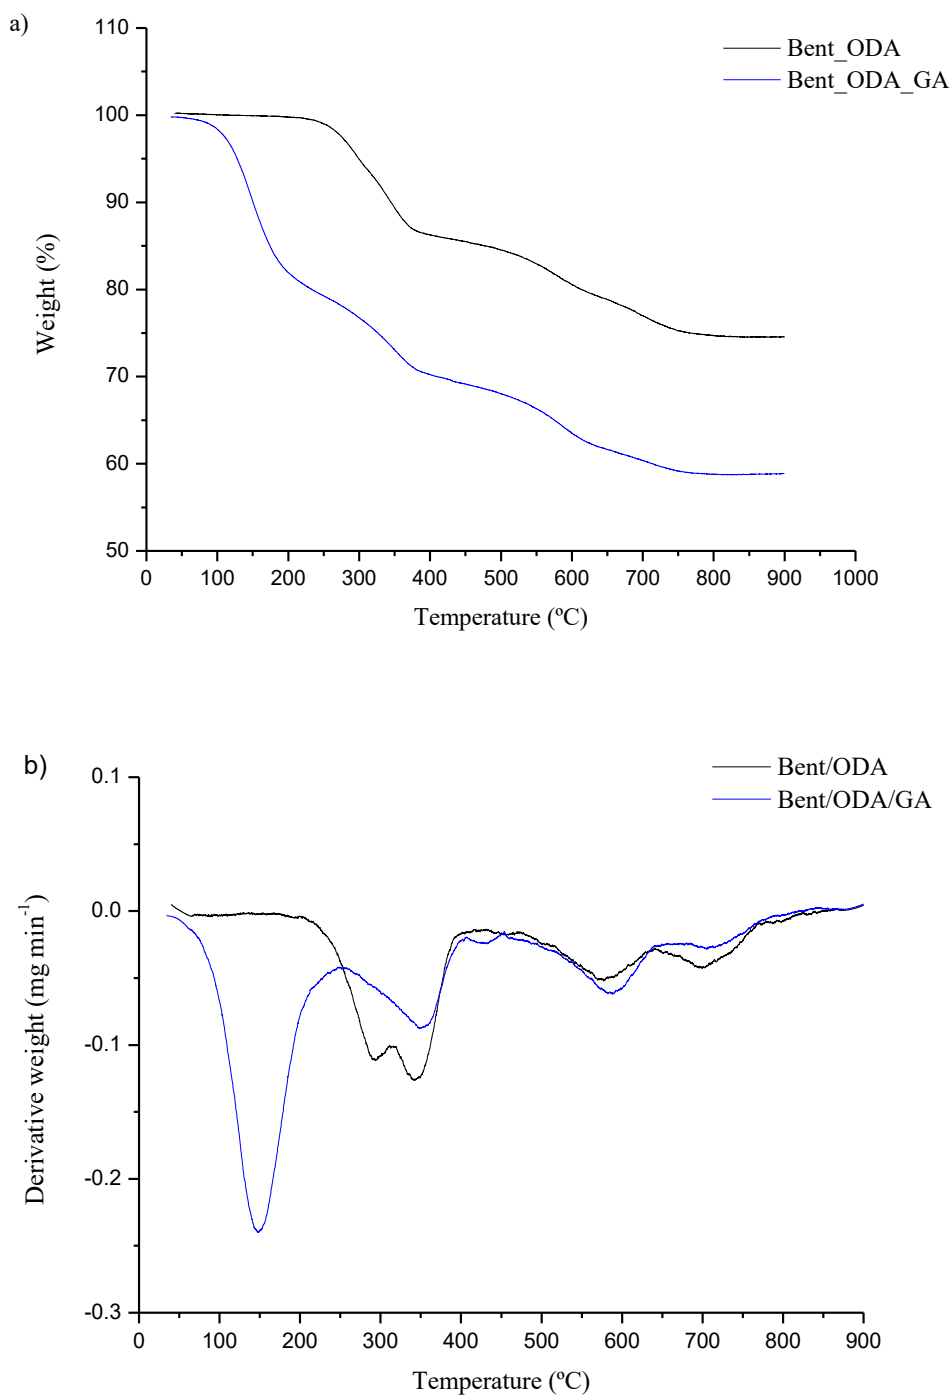 a)
110
100
90
80
70
60
50
Weight (%)
Bent_ODA
Bent_ODA_GA
0 100 200 300 400 500 600 700 800 900 1000
Temperature (ºC)
b)
0.1
0.0
-0.1
-0.2
-0.3
Derivative weight (mg min-1)
Bent/ODA
Bent/ODA/GA
0 100 200 300 400 500 600 700 800 900
Temperature (ºC)